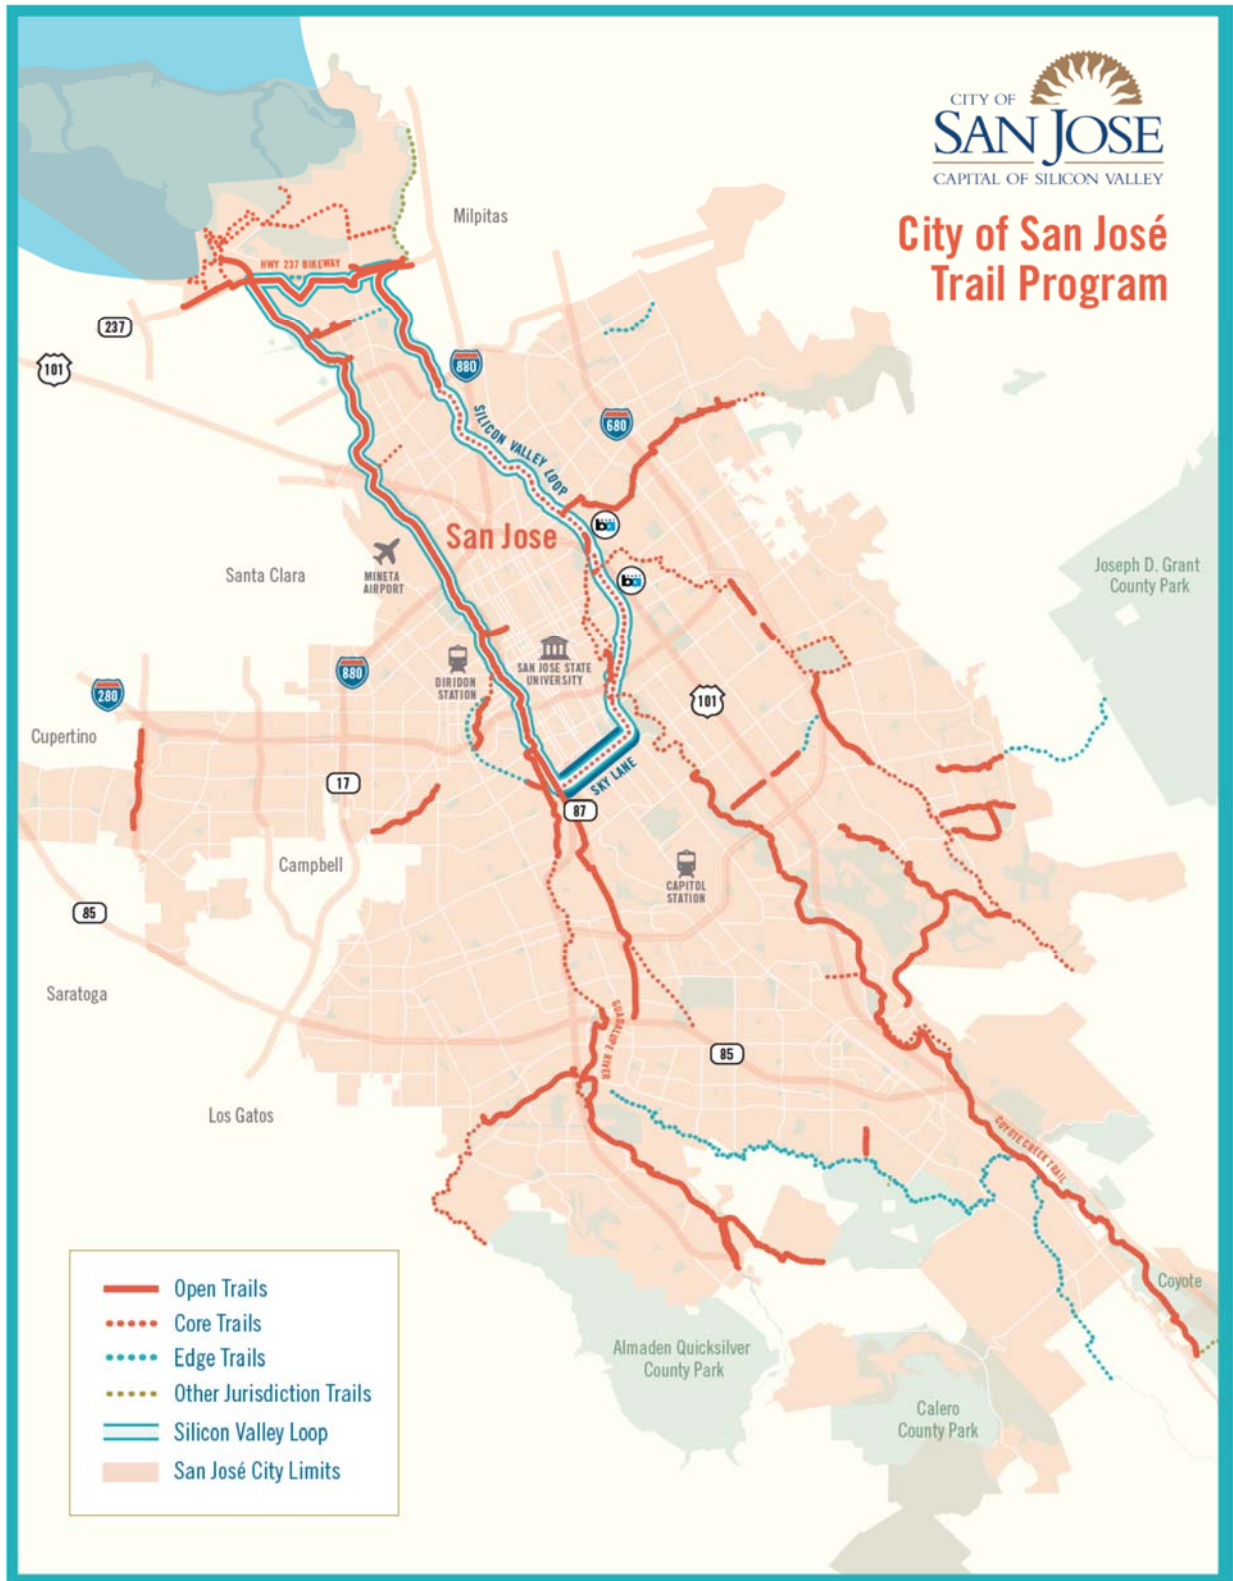 CITY OF
SAN JOSE
CAPITAL OF SILICON VALLEY
City of San José
Trail Program
Milpitas
HWY 237 BIKEWAY
237
101
880
SILICON VALLEY LOOP
680
San Jose
ba
ba
Santa Clara
MINETA
AIRPORT
Joseph D. Grant
County Park
SAN JOSE STATE
UNIVERSITY
DIRIDON
STATION
880
280
101
Cupertino
SKY LANE
17
87
Campbell
CAPITOL
STATION
85
Saratoga
GUADALUPE RIVER
85
Los Gatos
COYOTE CREEK TRAIL
Coyote
Almaden Quicksilver
County Park
Calero
County Park
Open Trails
Core Trails
Edge Trails
Other Jurisdiction Trails
Silicon Valley Loop
San José City Limits